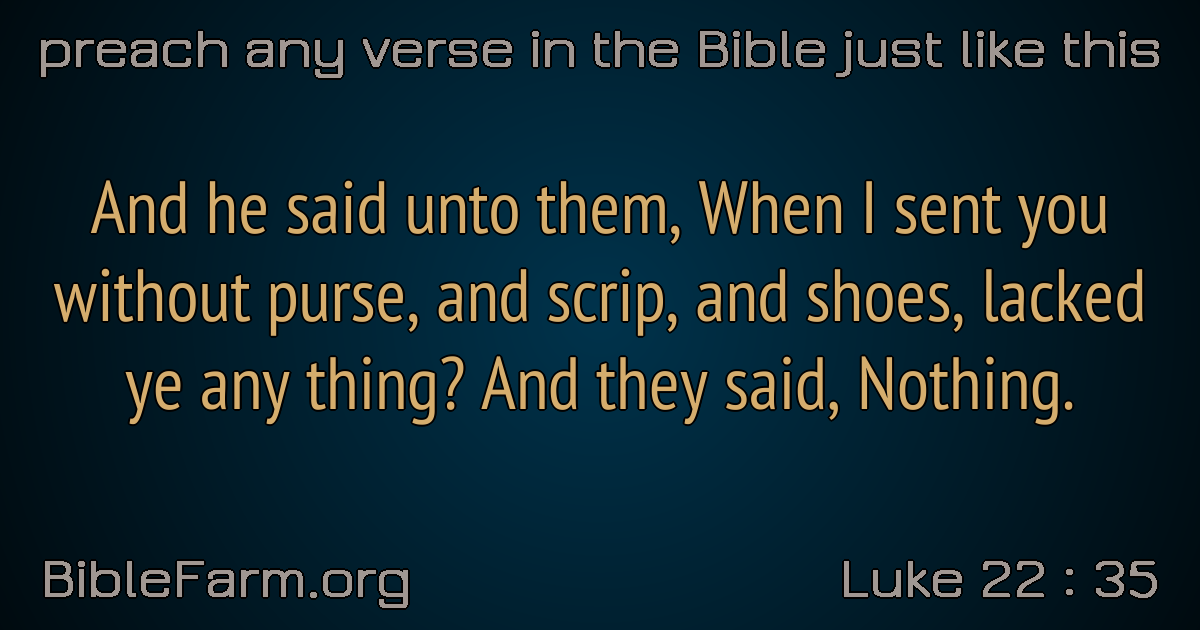 preach any verse in the Bible just like this
And he said unto them, When I sent you
without purse, and scrip, and shoes, lacked
ye any thing? And they said, Nothing.
BibleFarm.org
Luke 22 : 35